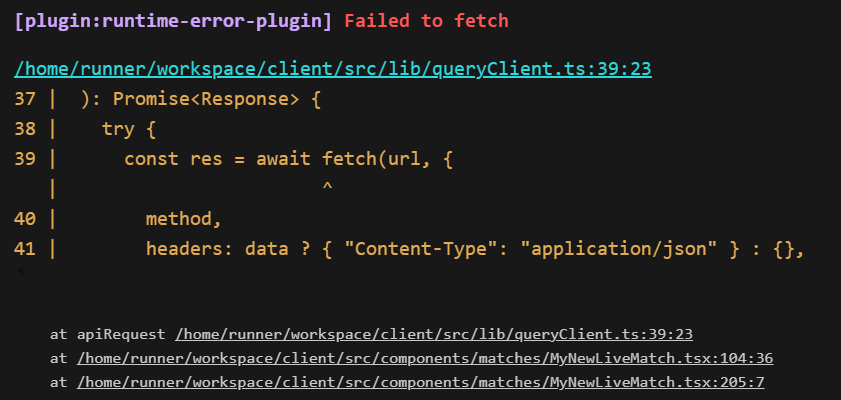 [plugin:runtime-error-plugin] Failed to fetch
/home/runner/workspace/client/src/lib/queryClient.ts:39:23
37 |  ): Promise<Response> {
38 |    try {
39 |      const res = await fetch(url, {
   |                        ^
40 |        method,
41 |        headers: data ? { "Content-Type": "application/json" } : {},
at apiRequest /home/runner/workspace/client/src/lib/queryClient.ts:39:23
at /home/runner/workspace/client/src/components/matches/MyNewLiveMatch.tsx:104:36
at /home/runner/workspace/client/src/components/matches/MyNewLiveMatch.tsx:205:7